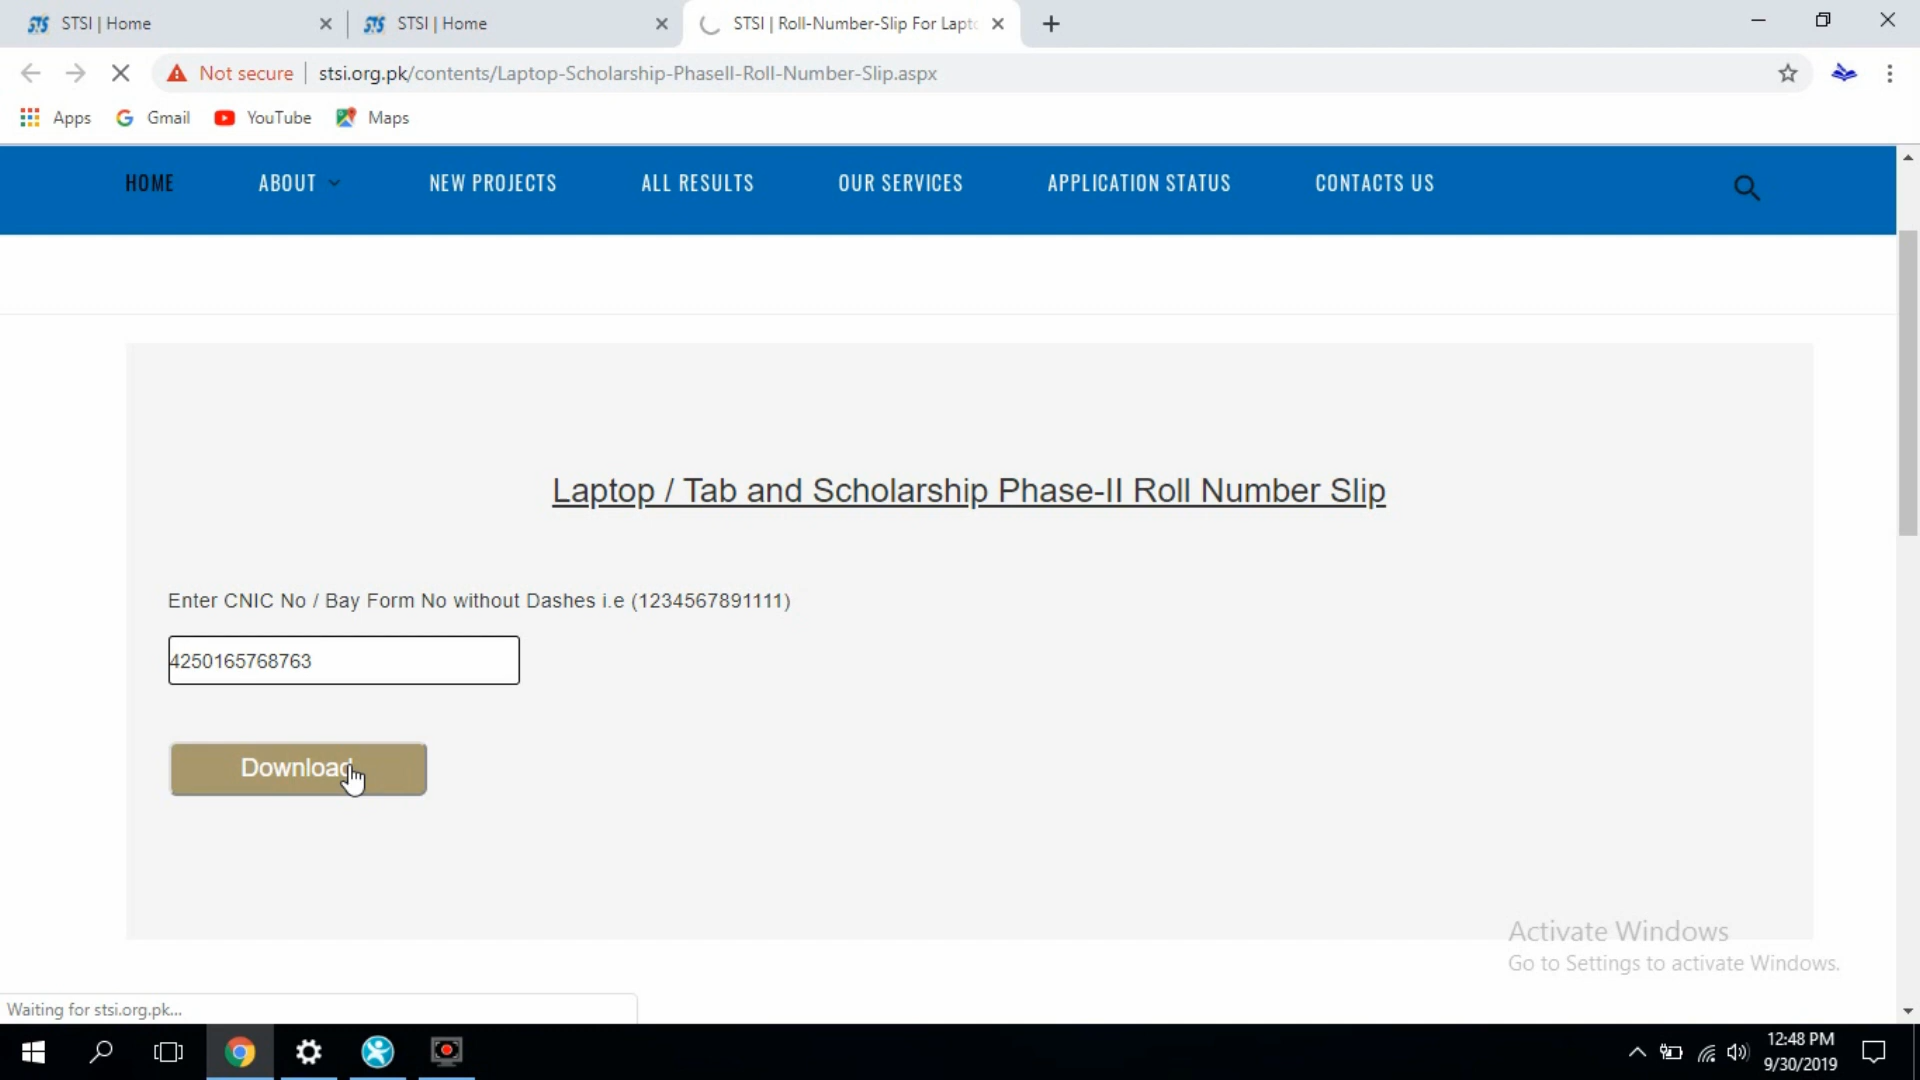 STSI | Home
STSI | Home
STSI | Roll-Number-Slip For Lapt
Not secure
stsi.org.pk/contents/Laptop-Scholarship-PhaseII-Roll-Number-Slip.aspx
Apps
Gmail
YouTube
Maps
HOME
ABOUT
NEW PROJECTS
ALL RESULTS
OUR SERVICES
APPLICATION STATUS
CONTACTS US
Laptop / Tab and Scholarship Phase-II Roll Number Slip
Enter CNIC No / Bay Form No without Dashes i.e (1234567891111)
4250165768763
Download
Activate Windows
Go to Settings to activate Windows.
Waiting for stsi.org.pk...
12:48 PM
9/30/2019